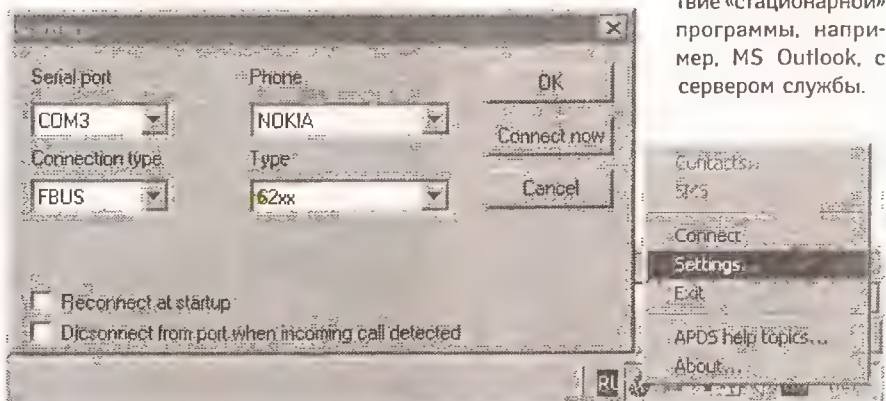 твие «стационарной»
программы, напри-
мер, MS Outlook, с
сервером службы.
Serial port
Phone
OK
COM3
NOKIA
Connect now
Connection type
Type
Cancel
FBUS
62xx
Reconnect at startup
Dicsonnect from port when incoming call detected
Contacts...
SMS
Connect
Settings
Exit
APDS help topics...
About...
RU